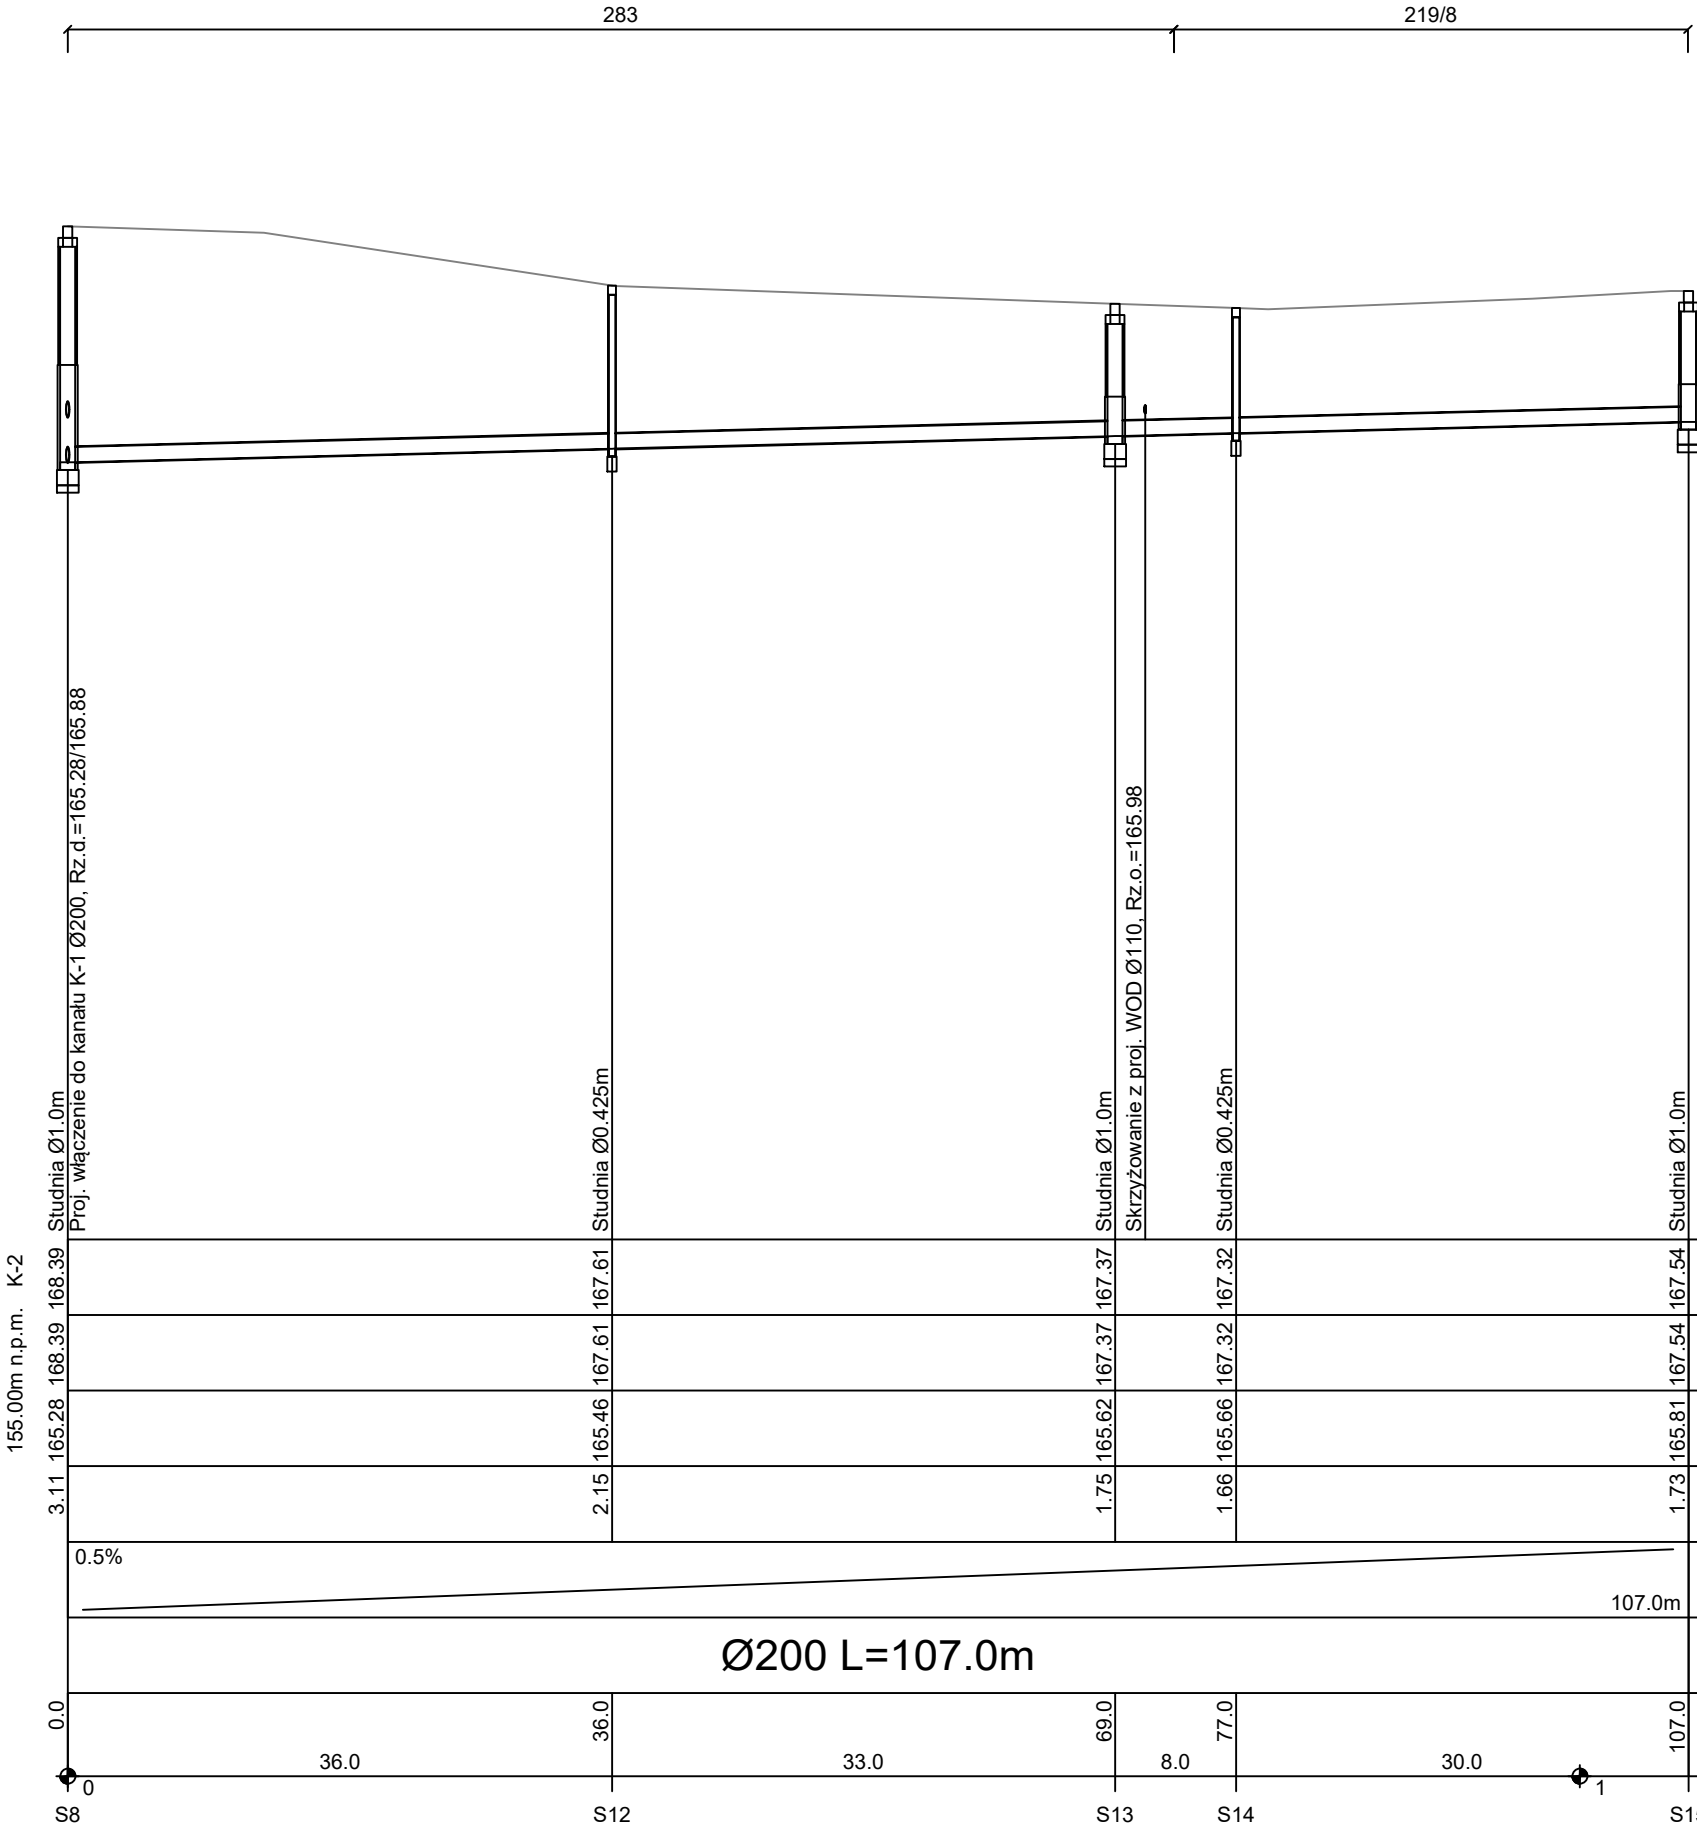 283
219/8
Proj. włączenie do kanału K-1 Ø200, Rz.d.=165.28/165.88
Skrzyżowanie z proj. WOD Ø110, Rz.o.=165.98
Studnia Ø1.0m
Studnia Ø0.425m
Studnia Ø1.0m
Studnia Ø0.425m
Studnia Ø1.0m
155.00m n.p.m. K-2
168.39 167.61 167.37 167.32 167.54
168.39 167.61 167.37 167.32 167.54
165.28 165.46 165.62 165.66 165.81
3.11 2.15 1.75 1.66 1.73
0.5%
107.0m
Ø200 L=107.0m
0.0 36.0 69.0 77.0 107.0
36.0 33.0 8.0 30.0
0 1
S8 S12 S13 S14